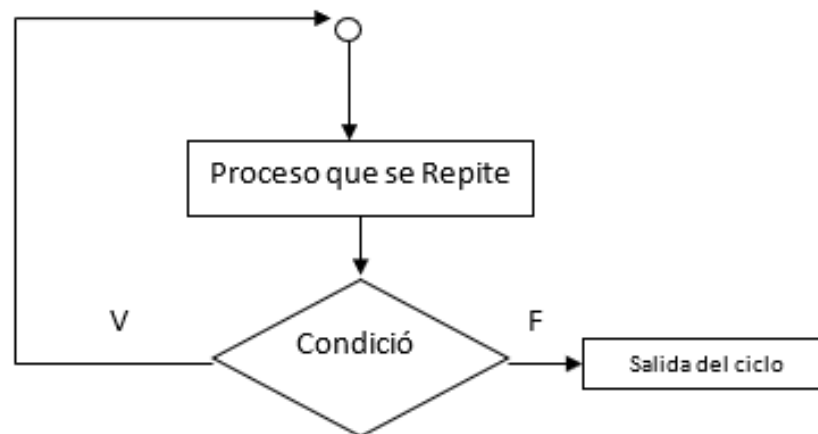 Proceso que se Repite
V
F
Condició
Salida del ciclo